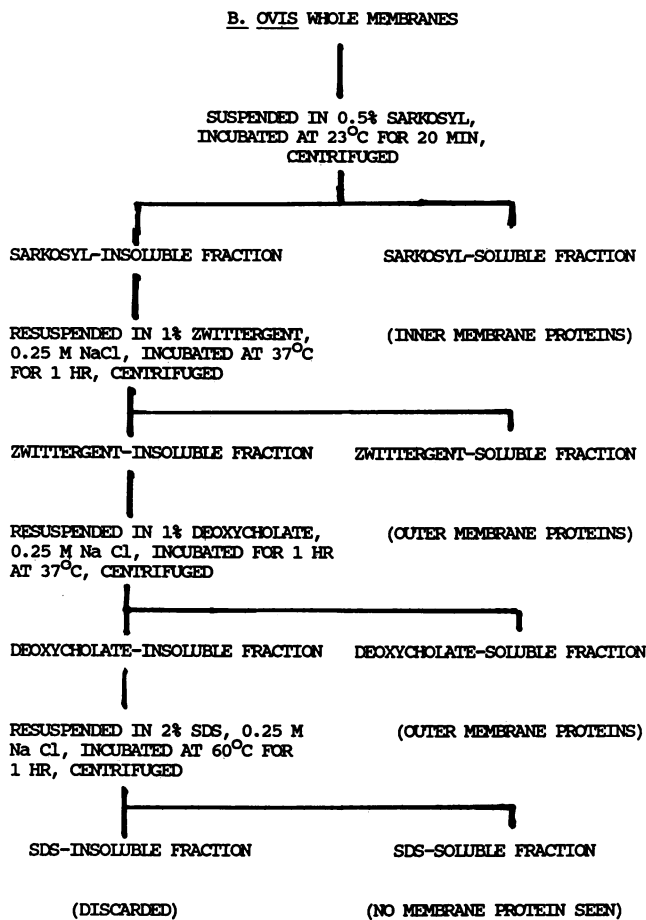 B. OVIS WHOLE MEMBRANES
SUSPENDED IN 0.5% SARKOSYL,
INCUBATED AT 23°C FOR 20 MIN,
CENTRIFUGED
SARKOSYL-INSOLUBLE FRACTION
SARKOSYL-SOLUBLE FRACTION
RESUSPENDED IN 1% ZWITTERGENT,
0.25 M NaCl, INCUBATED AT 37°C
FOR 1 HR, CENTRIFUGED
(INNER MEMBRANE PROTEINS)
ZWITTERGENT-INSOLUBLE FRACTION
ZWITTERGENT-SOLUBLE FRACTION
RESUSPENDED IN 1% DEOXYCHOLATE,
0.25 M Na Cl, INCUBATED FOR 1 HR
AT 37°C, CENTRIFUGED
(OUTER MEMBRANE PROTEINS)
DEOXYCHOLATE-INSOLUBLE FRACTION
DEOXYCHOLATE-SOLUBLE FRACTION
RESUSPENDED IN 2% SDS, 0.25 M
Na Cl, INCUBATED AT 60°C FOR
1 HR, CENTRIFUGED
(OUTER MEMBRANE PROTEINS)
SDS-INSOLUBLE FRACTION
SDS-SOLUBLE FRACTION
(DISCARDED)
(NO MEMBRANE PROTEIN SEEN)